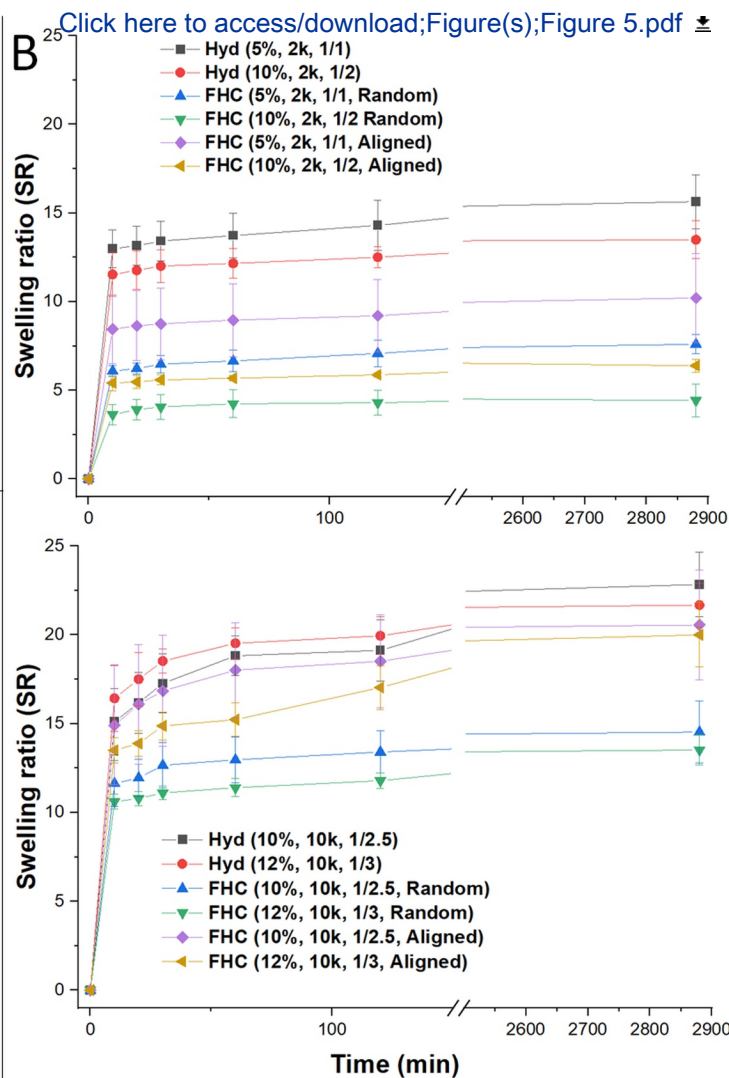 Click here to access/download;Figure(s);Figure 5.pdf
B
25
Hyd (5%, 2k, 1/1)
Hyd (10%, 2k, 1/2)
FHC (5%, 2k, 1/1, Random)
FHC (10%, 2k, 1/2 Random)
FHC (5%, 2k, 1/1, Aligned)
FHC (10%, 2k, 1/2, Aligned)
20
15
10
5
0
Swelling ratio (SR)
0 100 2600 2700 2800 2900
25
20
15
10
5
0
Swelling ratio (SR)
Hyd (10%, 10k, 1/2.5)
Hyd (12%, 10k, 1/3)
FHC (10%, 10k, 1/2.5, Random)
FHC (12%, 10k, 1/3, Random)
FHC (10%, 10k, 1/2.5, Aligned)
FHC (12%, 10k, 1/3, Aligned)
0 100 2600 2700 2800 2900
Time (min)